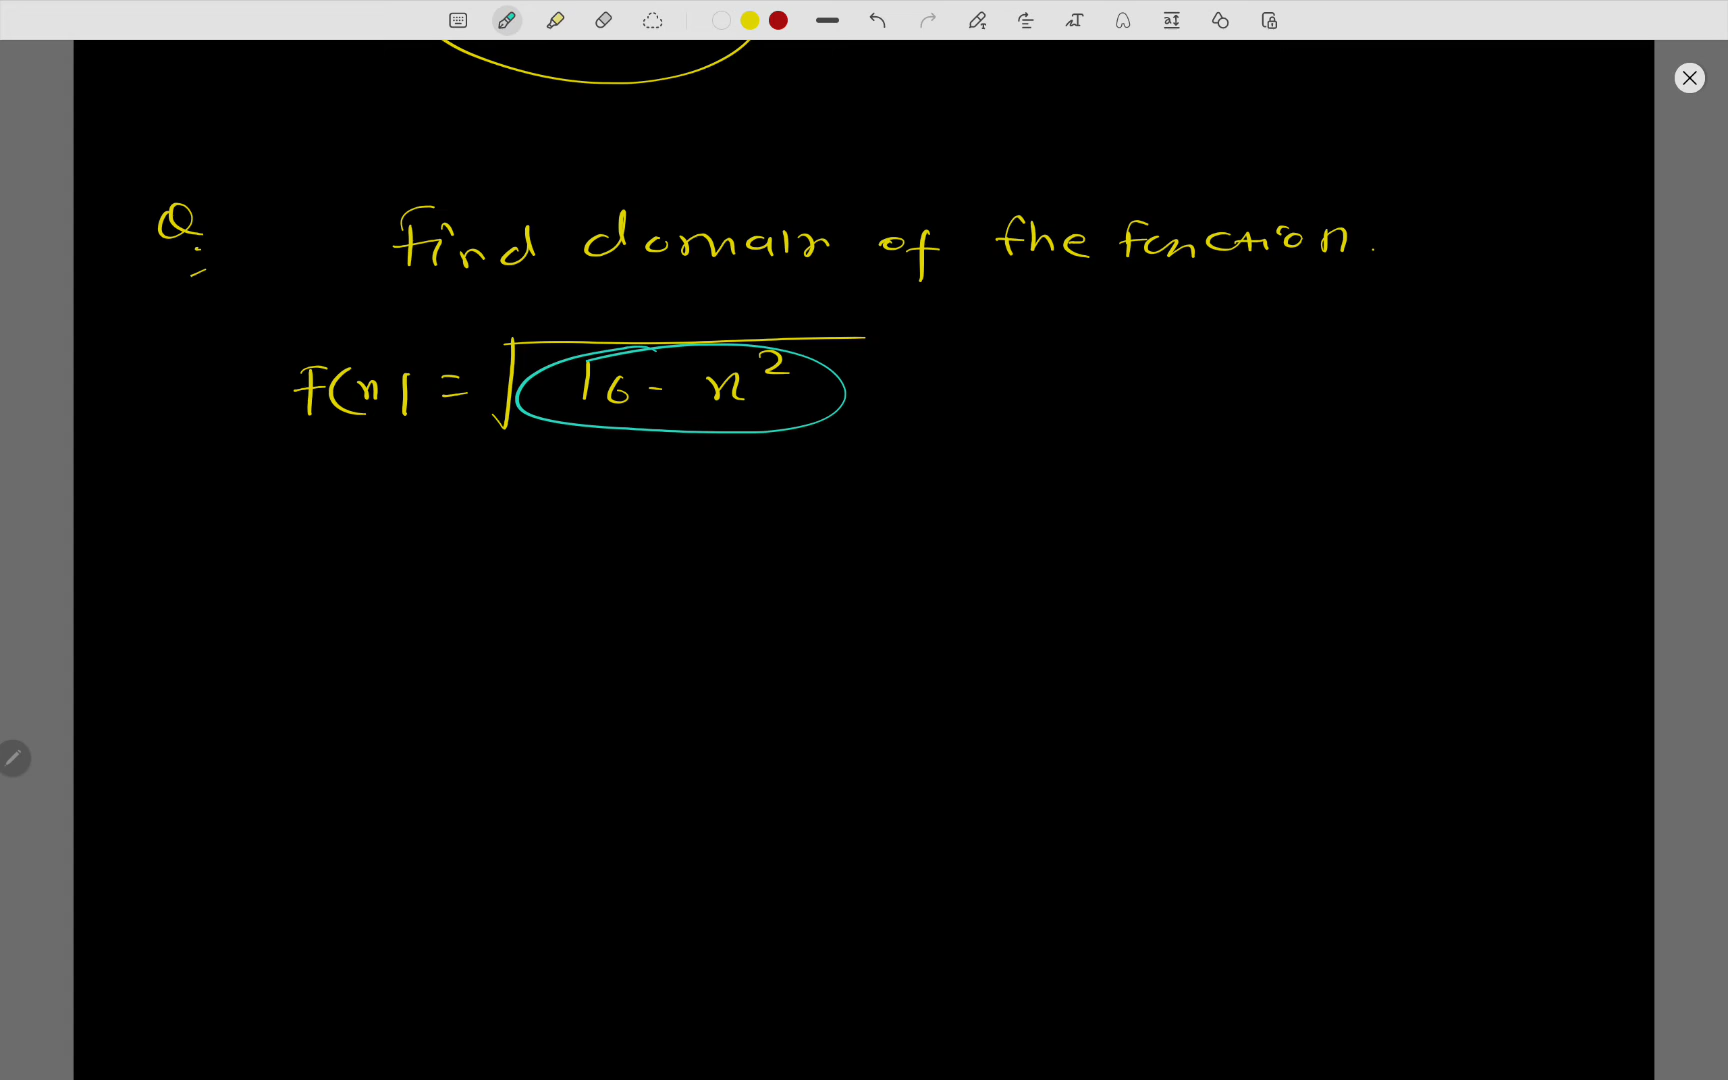 Q: Find domain of the function.
f(x) = √(16 - x²)